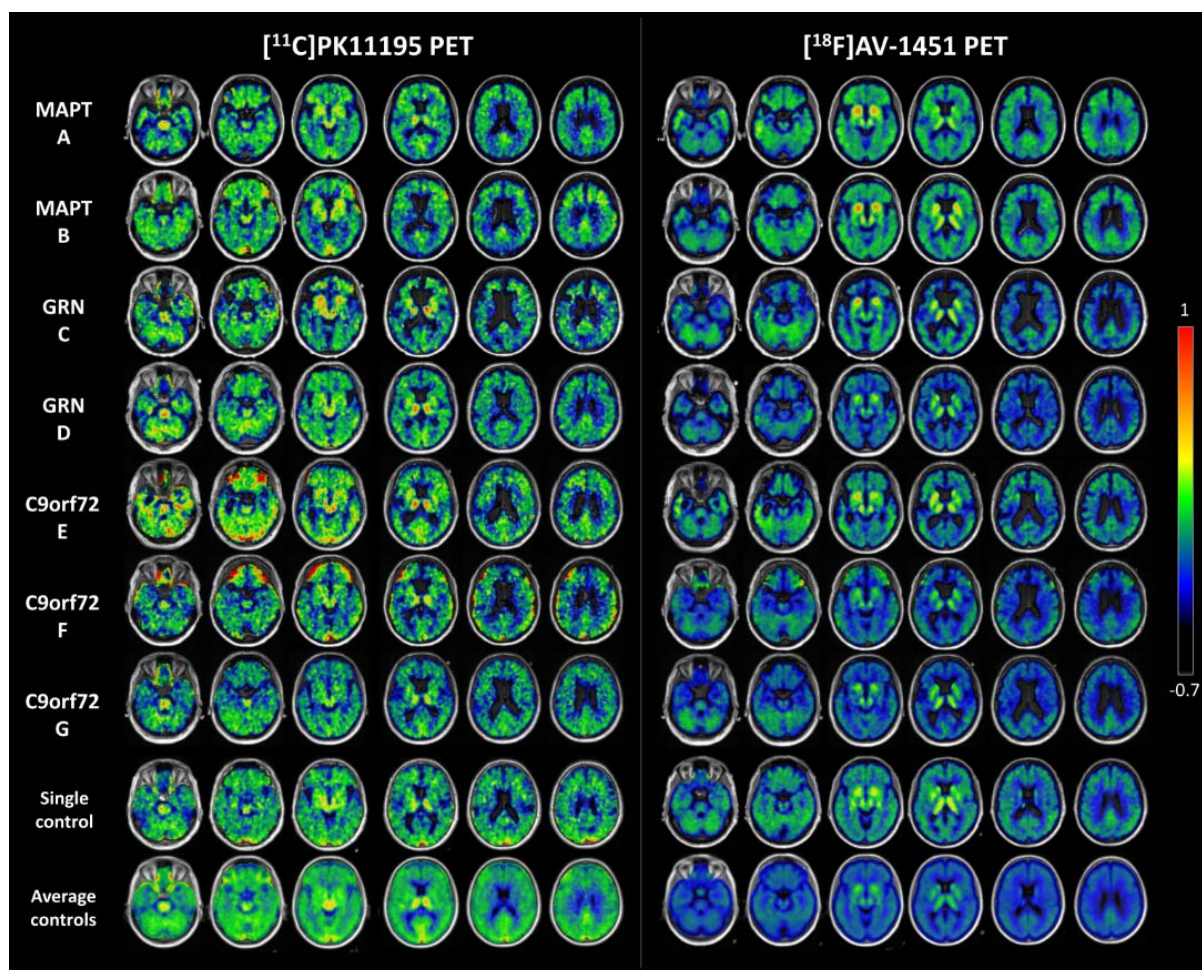 [¹¹C]PK11195 PET
[¹⁸F]AV-1451 PET
MAPT
A
MAPT
B
GRN
C
GRN
D
C9orf72
E
C9orf72
F
C9orf72
G
Single
control
Average
controls
1
-0.7